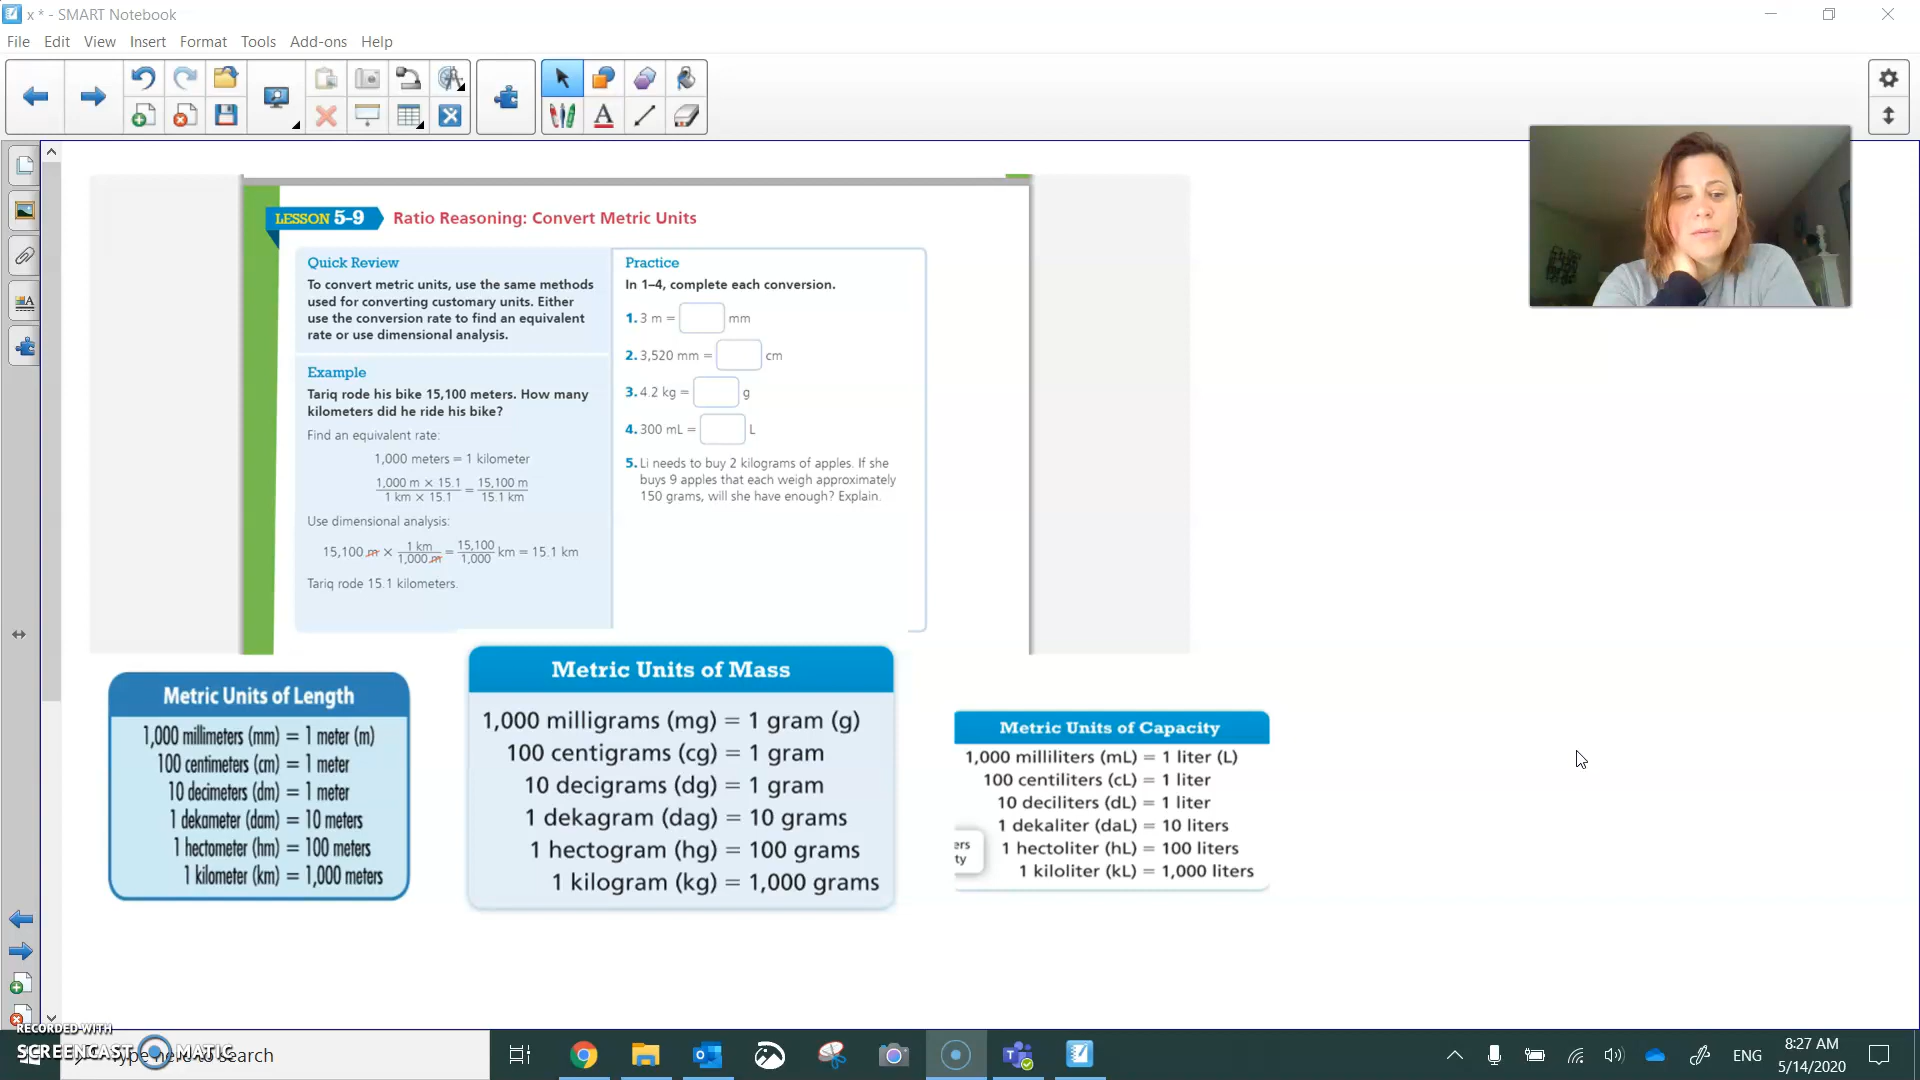 x * - SMART Notebook
File Edit View Insert Format Tools Add-ons Help
LESSON 5-9 Ratio Reasoning: Convert Metric Units
Quick Review
To convert metric units, use the same methods
used for converting customary units. Either
use the conversion rate to find an equivalent
rate or use dimensional analysis.
Example
Tariq rode his bike 15,100 meters. How many
kilometers did he ride his bike?
Find an equivalent rate:
1,000 meters = 1 kilometer
1,000 m × 15.1 / 1 km × 15.1 = 15,100 m / 15.1 km
Use dimensional analysis:
15,100 m × 1 km / 1,000 m = 15,100 / 1,000 km = 15.1 km
Tariq rode 15.1 kilometers.
Practice
In 1–4, complete each conversion.
1. 3 m = mm
2. 3,520 mm = cm
3. 4.2 kg = g
4. 300 mL = L
5. Li needs to buy 2 kilograms of apples. If she
buys 9 apples that each weigh approximately
150 grams, will she have enough? Explain.
Metric Units of Length
1,000 millimeters (mm) = 1 meter (m)
100 centimeters (cm) = 1 meter
10 decimeters (dm) = 1 meter
1 dekameter (dam) = 10 meters
1 hectometer (hm) = 100 meters
1 kilometer (km) = 1,000 meters
Metric Units of Mass
1,000 milligrams (mg) = 1 gram (g)
100 centigrams (cg) = 1 gram
10 decigrams (dg) = 1 gram
1 dekagram (dag) = 10 grams
1 hectogram (hg) = 100 grams
1 kilogram (kg) = 1,000 grams
Metric Units of Capacity
1,000 milliliters (mL) = 1 liter (L)
100 centiliters (cL) = 1 liter
10 deciliters (dL) = 1 liter
1 dekaliter (daL) = 10 liters
1 hectoliter (hL) = 100 liters
1 kiloliter (kL) = 1,000 liters
ers
ty
RECORDED WITH
SCREENCAST MATIC
Type here to search
ENG
8:27 AM
5/14/2020